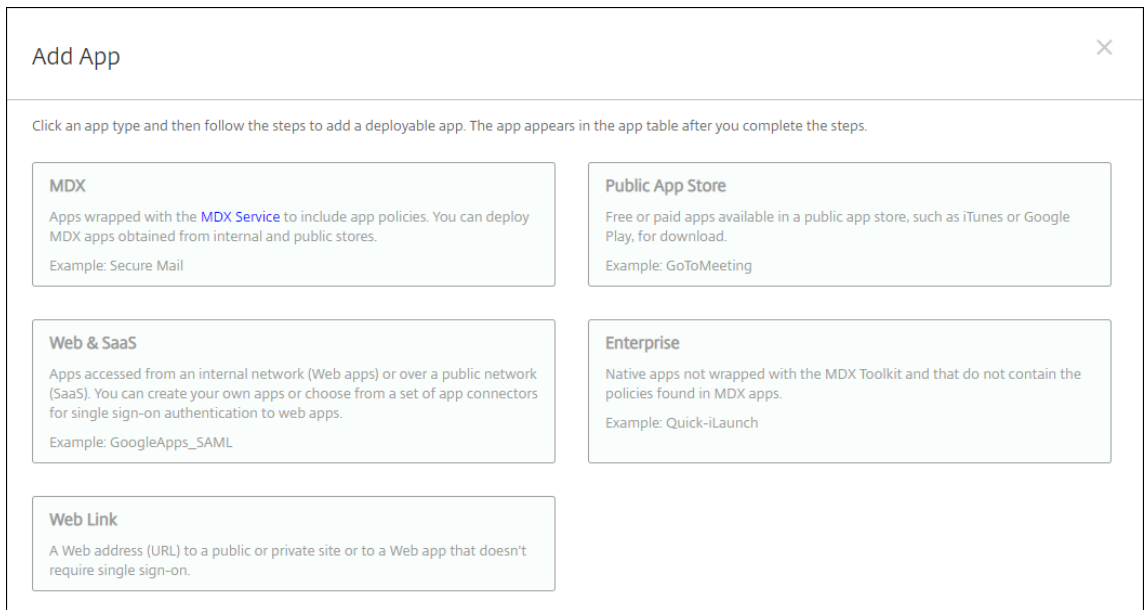 Add App
Click an app type and then follow the steps to add a deployable app. The app appears in the app table after you complete the steps.
MDX
Apps wrapped with the MDX Service to include app policies. You can deploy
MDX apps obtained from internal and public stores.
Example: Secure Mail
Public App Store
Free or paid apps available in a public app store, such as iTunes or Google
Play, for download.
Example: GoToMeeting
Web & SaaS
Apps accessed from an internal network (Web apps) or over a public network
(SaaS). You can create your own apps or choose from a set of app connectors
for single sign-on authentication to web apps.
Example: GoogleApps_SAML
Enterprise
Native apps not wrapped with the MDX Toolkit and that do not contain the
policies found in MDX apps.
Example: Quick-iLaunch
Web Link
A Web address (URL) to a public or private site or to a Web app that doesn't
require single sign-on.